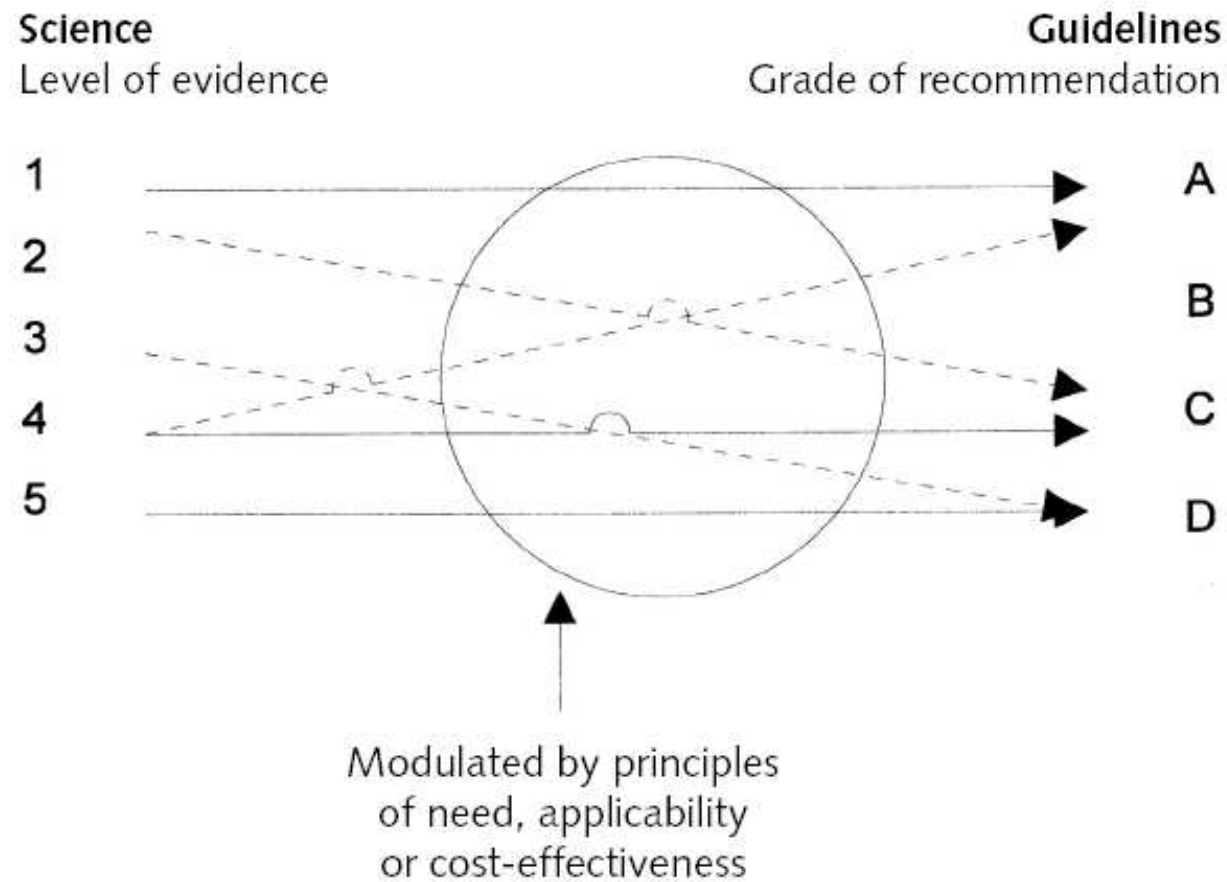 Science
Level of evidence
Guidelines
Grade of recommendation
1
2
3
4
5
A
B
C
D
Modulated by principles
of need, applicability
or cost-effectiveness